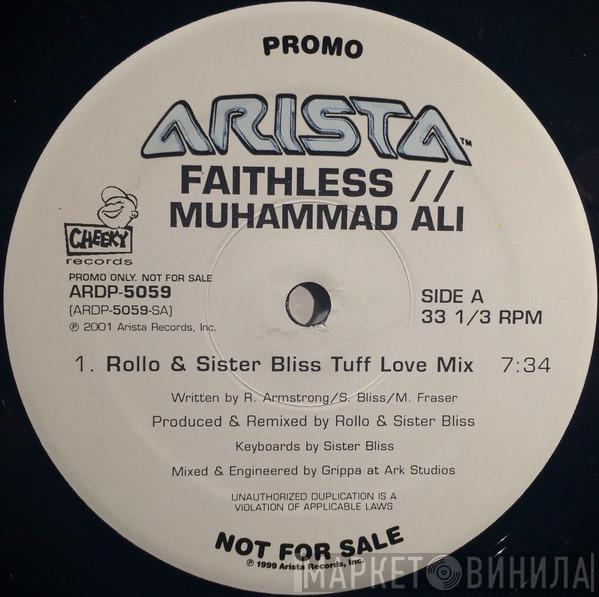 PROMO
ARISTA™
FAITHLESS //
MUHAMMAD ALI
CHEEKY
records
PROMO ONLY. NOT FOR SALE
ARDP-5059
(ARDP-5059-SA)
℗ 2001 Arista Records, Inc.
SIDE A
33 1/3 RPM
1. Rollo & Sister Bliss Tuff Love Mix 7:34
Written by R. Armstrong/S. Bliss/M. Fraser
Produced & Remixed by Rollo & Sister Bliss
Keyboards by Sister Bliss
Mixed & Engineered by Grippa at Ark Studios
UNAUTHORIZED DUPLICATION IS A
VIOLATION OF APPLICABLE LAWS
NOT FOR SALE
℗ 1999 Arista Records, Inc.
МАРКЕТ ВИНИЛА